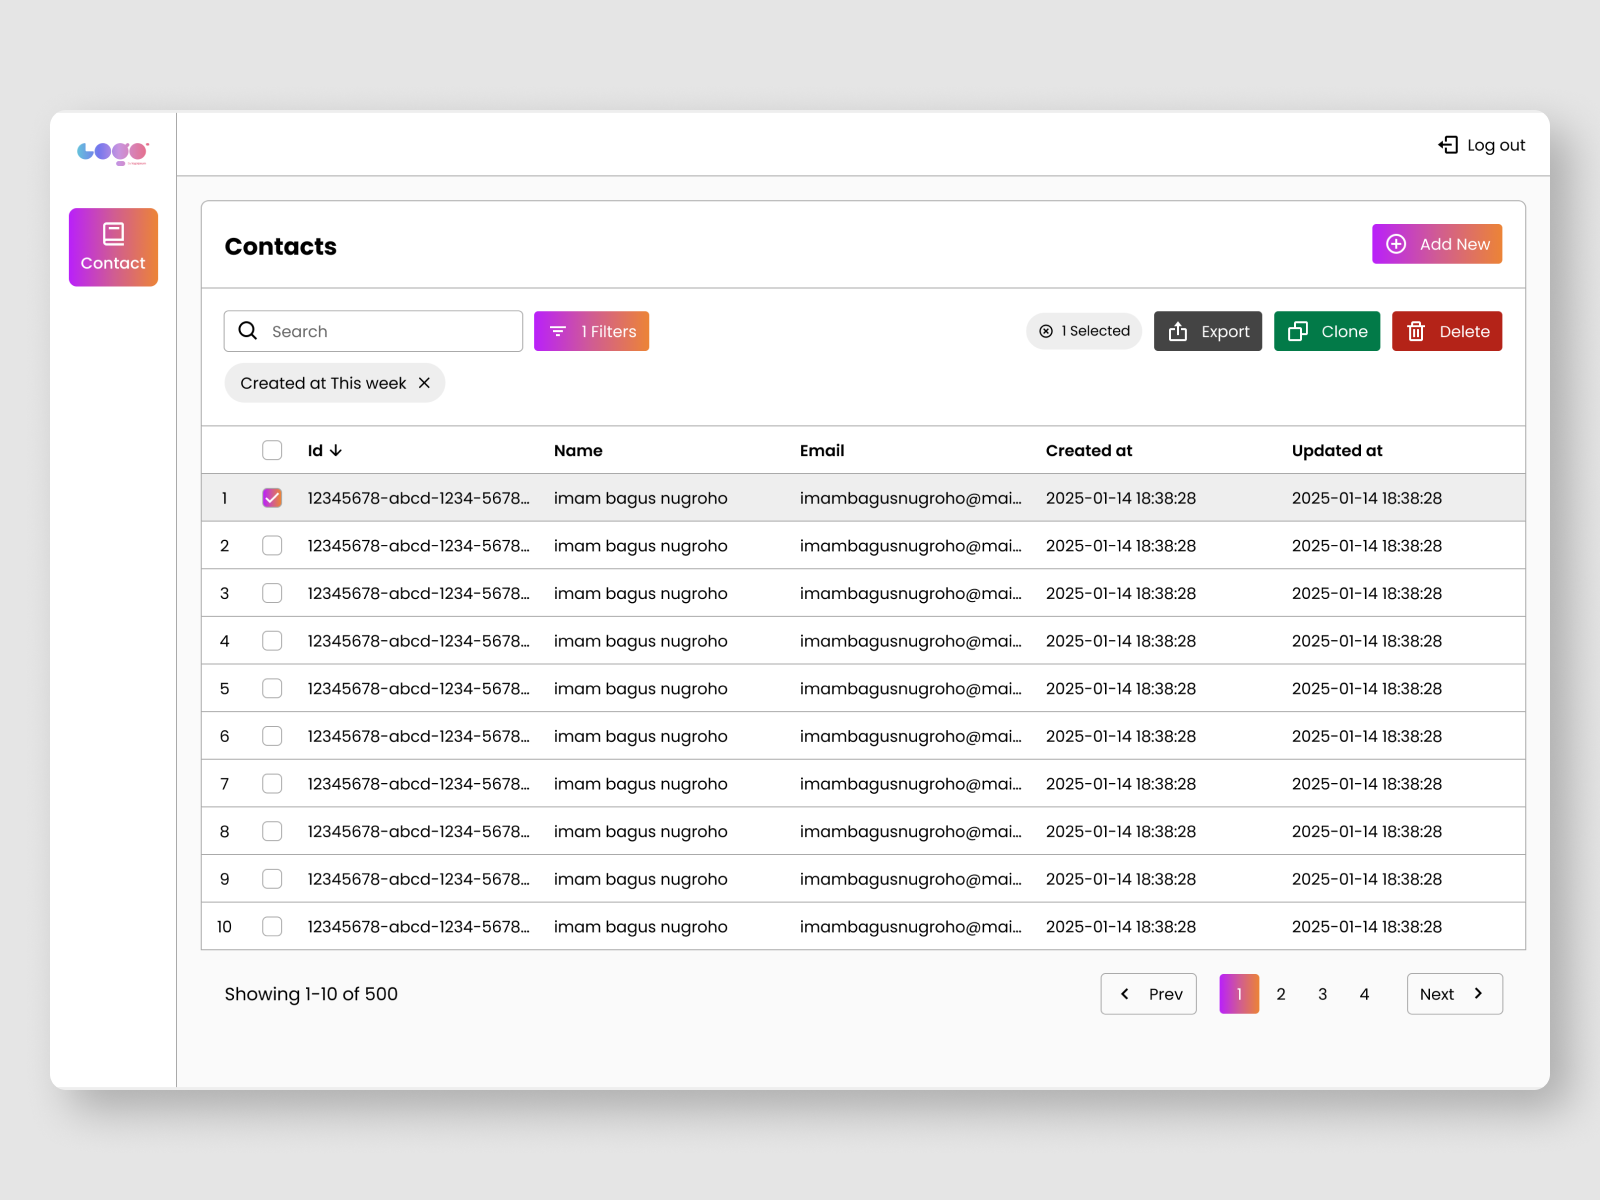 Logo
Log out
Contact
Contacts
Add New
Search
1 Filters
1 Selected
Export
Clone
Delete
Created at This week
Id Name Email Created at Updated at
1 12345678-abcd-1234-5678... imam bagus nugroho imambagusnugroho@mai... 2025-01-14 18:38:28 2025-01-14 18:38:28
2 12345678-abcd-1234-5678... imam bagus nugroho imambagusnugroho@mai... 2025-01-14 18:38:28 2025-01-14 18:38:28
3 12345678-abcd-1234-5678... imam bagus nugroho imambagusnugroho@mai... 2025-01-14 18:38:28 2025-01-14 18:38:28
4 12345678-abcd-1234-5678... imam bagus nugroho imambagusnugroho@mai... 2025-01-14 18:38:28 2025-01-14 18:38:28
5 12345678-abcd-1234-5678... imam bagus nugroho imambagusnugroho@mai... 2025-01-14 18:38:28 2025-01-14 18:38:28
6 12345678-abcd-1234-5678... imam bagus nugroho imambagusnugroho@mai... 2025-01-14 18:38:28 2025-01-14 18:38:28
7 12345678-abcd-1234-5678... imam bagus nugroho imambagusnugroho@mai... 2025-01-14 18:38:28 2025-01-14 18:38:28
8 12345678-abcd-1234-5678... imam bagus nugroho imambagusnugroho@mai... 2025-01-14 18:38:28 2025-01-14 18:38:28
9 12345678-abcd-1234-5678... imam bagus nugroho imambagusnugroho@mai... 2025-01-14 18:38:28 2025-01-14 18:38:28
10 12345678-abcd-1234-5678... imam bagus nugroho imambagusnugroho@mai... 2025-01-14 18:38:28 2025-01-14 18:38:28
Showing 1-10 of 500
Prev 1 2 3 4 Next